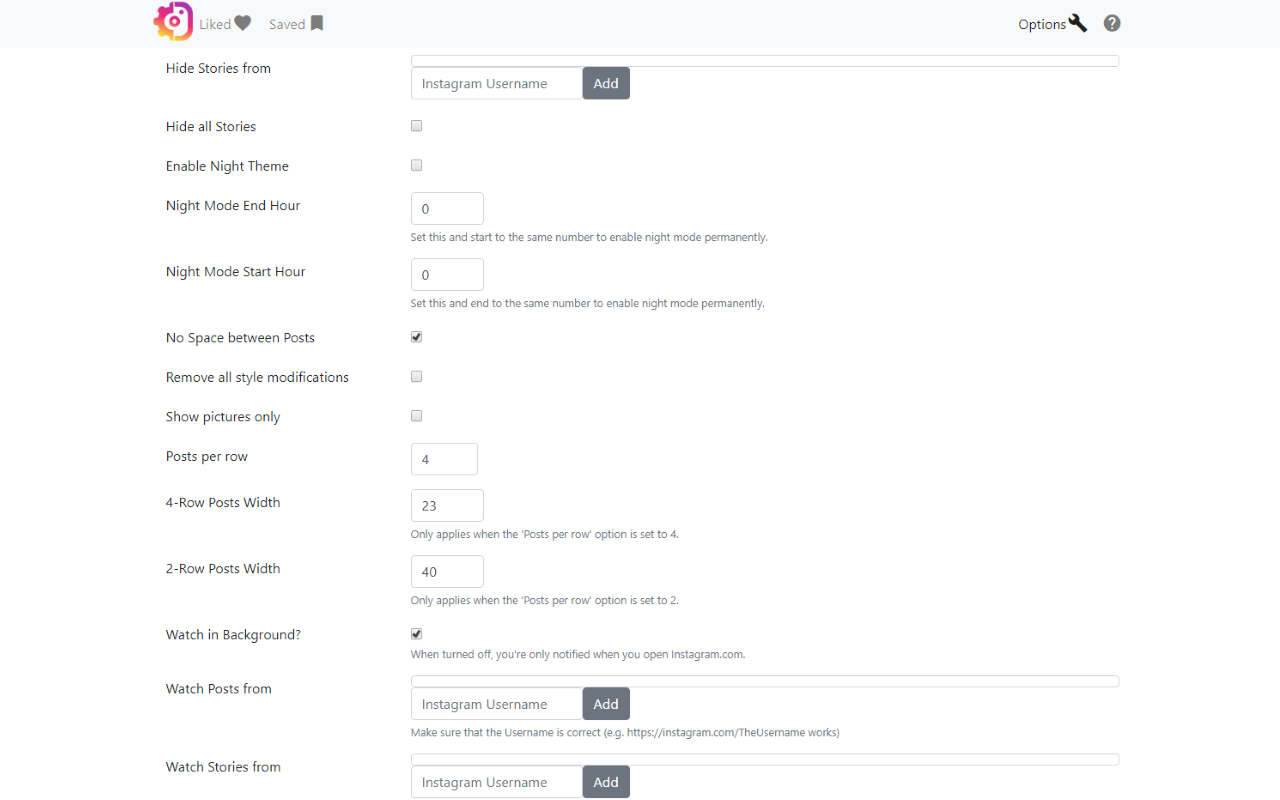 Liked Saved Options
Hide Stories from
Instagram Username Add
Hide all Stories
Enable Night Theme
Night Mode End Hour 0
Set this and start to the same number to enable night mode permanently.
Night Mode Start Hour 0
Set this and end to the same number to enable night mode permanently.
No Space between Posts
Remove all style modifications
Show pictures only
Posts per row 4
4-Row Posts Width 23
Only applies when the 'Posts per row' option is set to 4.
2-Row Posts Width 40
Only applies when the 'Posts per row' option is set to 2.
Watch in Background?
When turned off, you're only notified when you open Instagram.com.
Watch Posts from
Instagram Username Add
Make sure that the Username is correct (e.g. https://instagram.com/TheUsername works)
Watch Stories from
Instagram Username Add